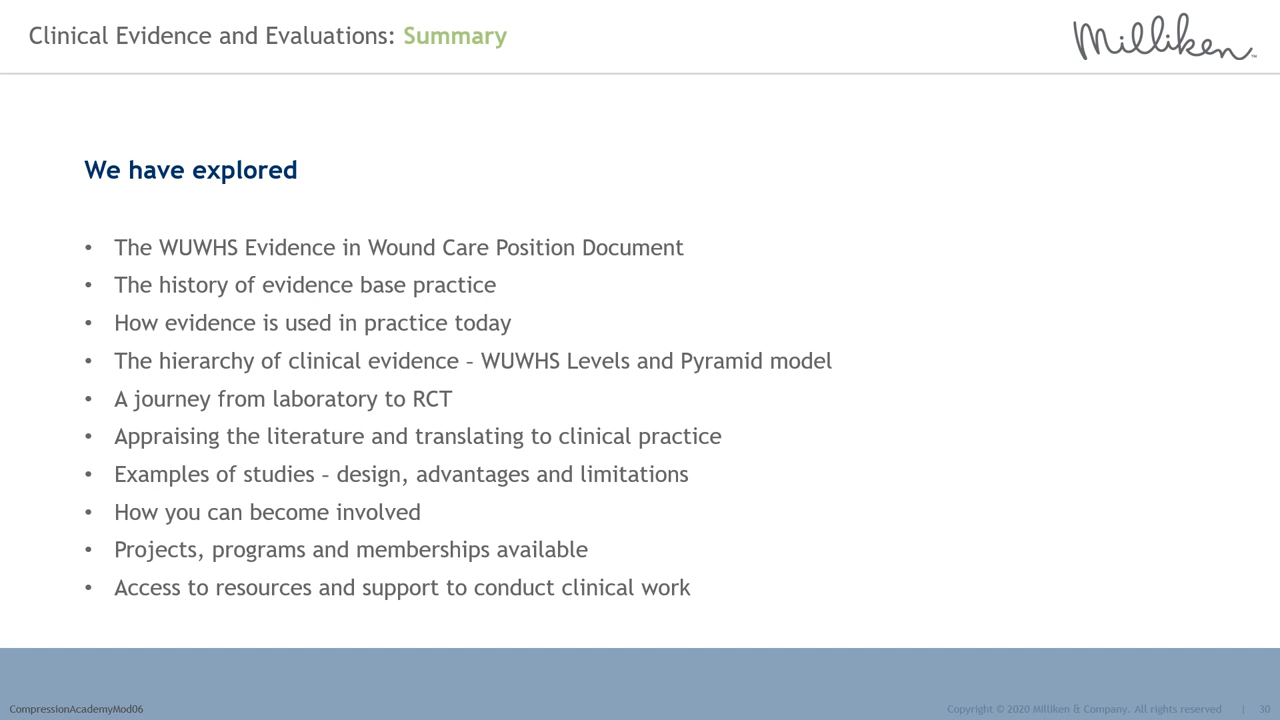 Clinical Evidence and Evaluations: Summary
Milliken™
We have explored
• The WUWHS Evidence in Wound Care Position Document
• The history of evidence base practice
• How evidence is used in practice today
• The hierarchy of clinical evidence – WUWHS Levels and Pyramid model
• A journey from laboratory to RCT
• Appraising the literature and translating to clinical practice
• Examples of studies – design, advantages and limitations
• How you can become involved
• Projects, programs and memberships available
• Access to resources and support to conduct clinical work
CompressionAcademyMod06
Copyright © 2020 Milliken & Company. All rights reserved | 30